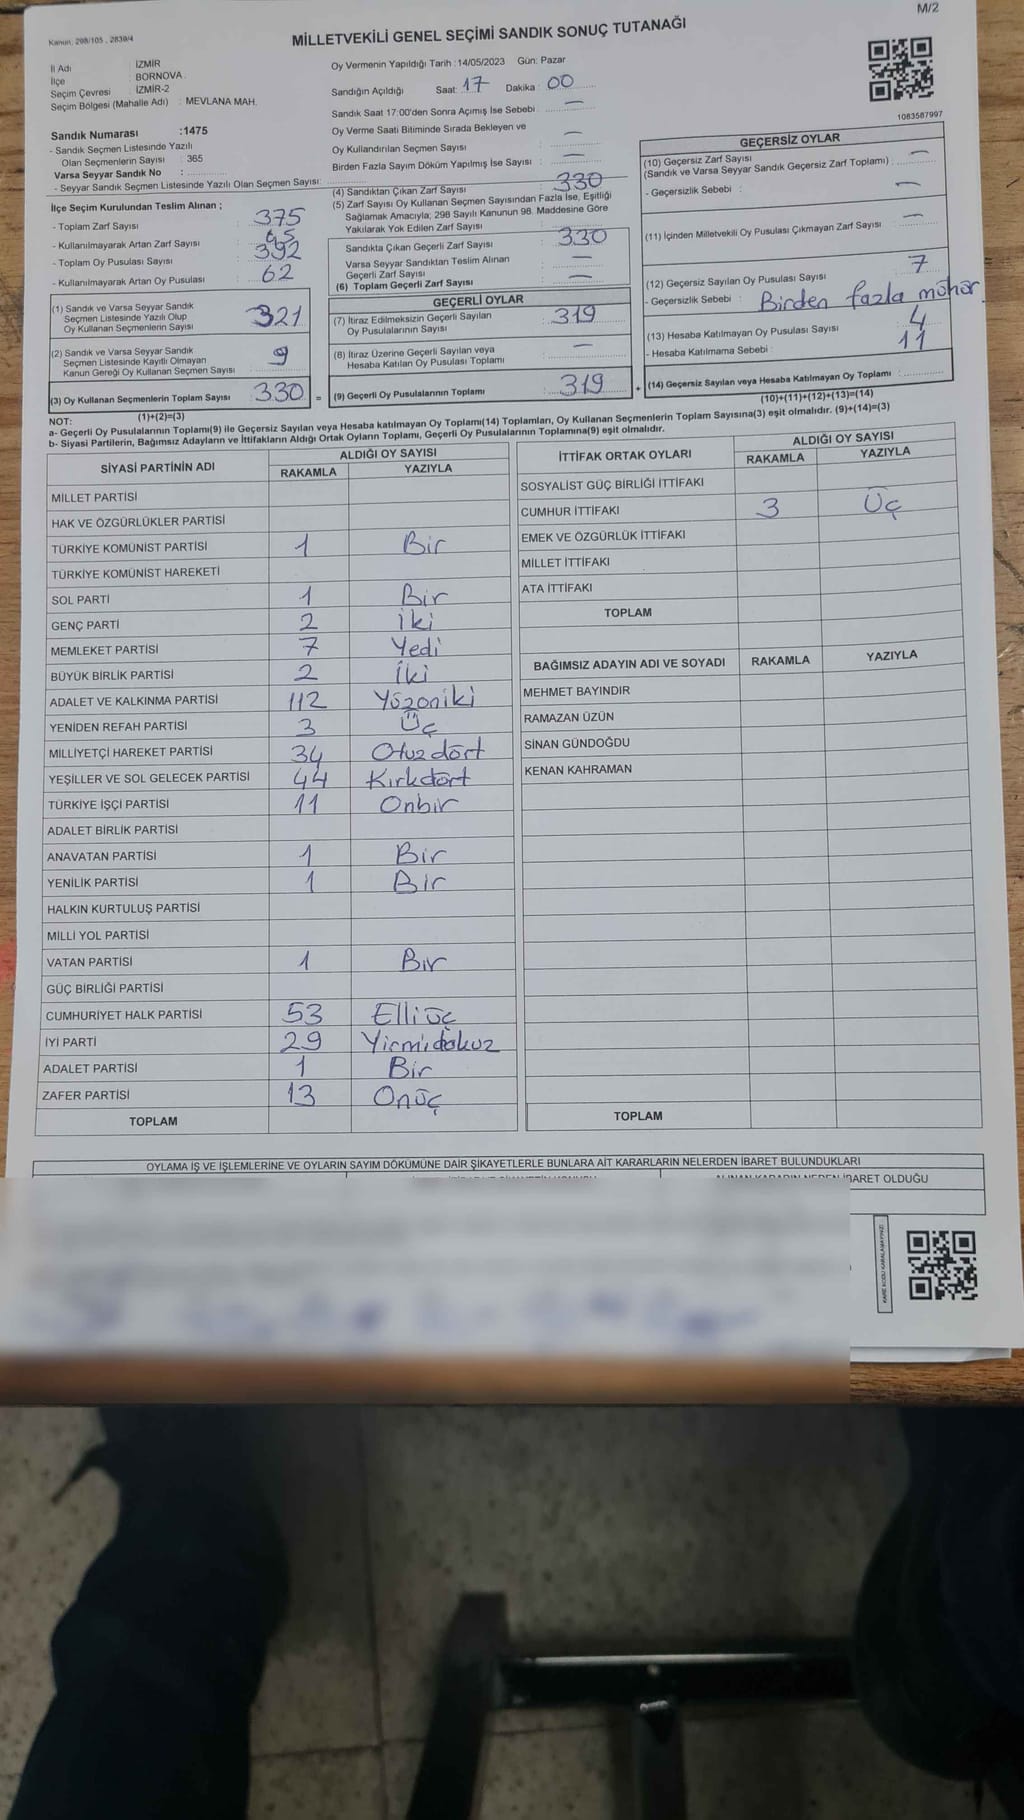 M/2
Kanun, 298/105 , 2839/4
MİLLETVEKİLİ GENEL SEÇİMİ SANDIK SONUÇ TUTANAĞI
İl Adı : İZMİR
İlçe : BORNOVA
Seçim Çevresi : İZMİR-2
Seçim Bölgesi (Mahalle Adı) : MEVLANA MAH.
Sandık Numarası :1475
- Sandık Seçmen Listesinde Yazılı
Olan Seçmenlerin Sayısı : 365
Varsa Seyyar Sandık No :
- Seyyar Sandık Seçmen Listesinde Yazılı Olan Seçmen Sayısı:
İlçe Seçim Kurulundan Teslim Alınan ;
- Toplam Zarf Sayısı : 375
- Kullanılmayarak Artan Zarf Sayısı : 45
- Toplam Oy Pusulası Sayısı : 392
- Kullanılmayarak Artan Oy Pusulası : 62
(1) Sandık ve Varsa Seyyar Sandık
Seçmen Listesinde Yazılı Olup
Oy Kullanan Seçmenlerin Sayısı : 321
(2) Sandık ve Varsa Seyyar Sandık
Seçmen Listesinde Kayıtlı Olmayan
Kanun Gereği Oy Kullanan Seçmen Sayısı : 9
(3) Oy Kullanan Seçmenlerin Toplam Sayısı : 330 =
(1)+(2)=(3)
Oy Vermenin Yapıldığı Tarih :14/05/2023 Gün: Pazar
Sandığın Açıldığı Saat: 17 Dakika : 00
Sandık Saat 17:00'den Sonra Açımış İse Sebebi : —
Oy Verme Saati Bitiminde Sırada Bekleyen ve
Oy Kullandırılan Seçmen Sayısı : —
Birden Fazla Sayım Döküm Yapılmış İse Sayısı : —
(4) Sandıktan Çıkan Zarf Sayısı : 330
(5) Zarf Sayısı Oy Kullanan Seçmen Sayısından Fazla İse, Eşitliği
Sağlamak Amacıyla; 298 Sayılı Kanunun 98. Maddesine Göre
Yakılarak Yok Edilen Zarf Sayısı :
Sandıkta Çıkan Geçerli Zarf Sayısı : 330
Varsa Seyyar Sandıktan Teslim Alınan
Geçerli Zarf Sayısı : —
(6) Toplam Geçerli Zarf Sayısı : —
GEÇERLİ OYLAR
(7) İtiraz Edilmeksizin Geçerli Sayılan
Oy Pusulalarının Sayısı : 319
(8) İtiraz Üzerine Geçerli Sayılan veya
Hesaba Katılan Oy Pusulası Toplamı : —
(9) Geçerli Oy Pusulalarının Toplamı : 319 +
1083587997
GEÇERSİZ OYLAR
(10) Geçersiz Zarf Sayısı
(Sandık ve Varsa Seyyar Sandık Geçersiz Zarf Toplamı) : —
- Geçersizlik Sebebi : —
(11) İçinden Milletvekili Oy Pusulası Çıkmayan Zarf Sayısı : —
(12) Geçersiz Sayılan Oy Pusulası Sayısı : 7
- Geçersizlik Sebebi : Birden fazla mühür
(13) Hesaba Katılmayan Oy Pusulası Sayısı : 4
- Hesaba Katılmama Sebebi : 11
(14) Geçersiz Sayılan veya Hesaba Katılmayan Oy Toplamı :
(10)+(11)+(12)+(13)=(14)
NOT:
a- Geçerli Oy Pusulalarının Toplamı(9) ile Geçersiz Sayılan veya Hesaba katılmayan Oy Toplamı(14) Toplamları, Oy Kullanan Seçmenlerin Toplam Sayısına(3) eşit olmalıdır. (9)+(14)=(3)
b- Siyasi Partilerin, Bağımsız Adayların ve İttifakların Aldığı Ortak Oyların Toplamı, Geçerli Oy Pusulalarının Toplamına(9) eşit olmalıdır.
SİYASİ PARTİNİN ADI ALDIĞI OY SAYISI
RAKAMLA YAZIYLA
MİLLET PARTİSİ
HAK VE ÖZGÜRLÜKLER PARTİSİ
TÜRKİYE KOMÜNİST PARTİSİ 1 Bir
TÜRKİYE KOMÜNİST HAREKETİ
SOL PARTİ 1 Bir
GENÇ PARTİ 2 İki
MEMLEKET PARTİSİ 7 Yedi
BÜYÜK BİRLİK PARTİSİ 2 İki
ADALET VE KALKINMA PARTİSİ 112 Yüzoniki
YENİDEN REFAH PARTİSİ 3 Üç
MİLLİYETÇİ HAREKET PARTİSİ 34 Otuzdört
YEŞİLLER VE SOL GELECEK PARTİSİ 44 Kırkdört
TÜRKİYE İŞÇİ PARTİSİ 11 Onbir
ADALET BİRLİK PARTİSİ
ANAVATAN PARTİSİ 1 Bir
YENİLİK PARTİSİ 1 Bir
HALKIN KURTULUŞ PARTİSİ
MİLLİ YOL PARTİSİ
VATAN PARTİSİ 1 Bir
GÜÇ BİRLİĞİ PARTİSİ
CUMHURİYET HALK PARTİSİ 53 Elliüç
İYİ PARTİ 29 Yirmidokuz
ADALET PARTİSİ 1 Bir
ZAFER PARTİSİ 13 Onüç
TOPLAM
İTTİFAK ORTAK OYLARI ALDIĞI OY SAYISI
RAKAMLA YAZIYLA
SOSYALİST GÜÇ BİRLİĞİ İTTİFAKI
CUMHUR İTTİFAKI 3 Üç
EMEK VE ÖZGÜRLÜK İTTİFAKI
MİLLET İTTİFAKI
ATA İTTİFAKI
TOPLAM
BAĞIMSIZ ADAYIN ADI VE SOYADI RAKAMLA YAZIYLA
MEHMET BAYINDIR
RAMAZAN ÜZÜN
SİNAN GÜNDOĞDU
KENAN KAHRAMAN
TOPLAM
OYLAMA İŞ VE İŞLEMLERİNE VE OYLARIN SAYIM DÖKÜMÜNE DAİR ŞİKAYETLERLE BUNLARA AİT KARARLARIN NELERDEN İBARET BULUNDUKLARI
ALINAN KARARIN NEDEN İBARET OLDUĞU
KARE KODU KARALAMAYINIZ!